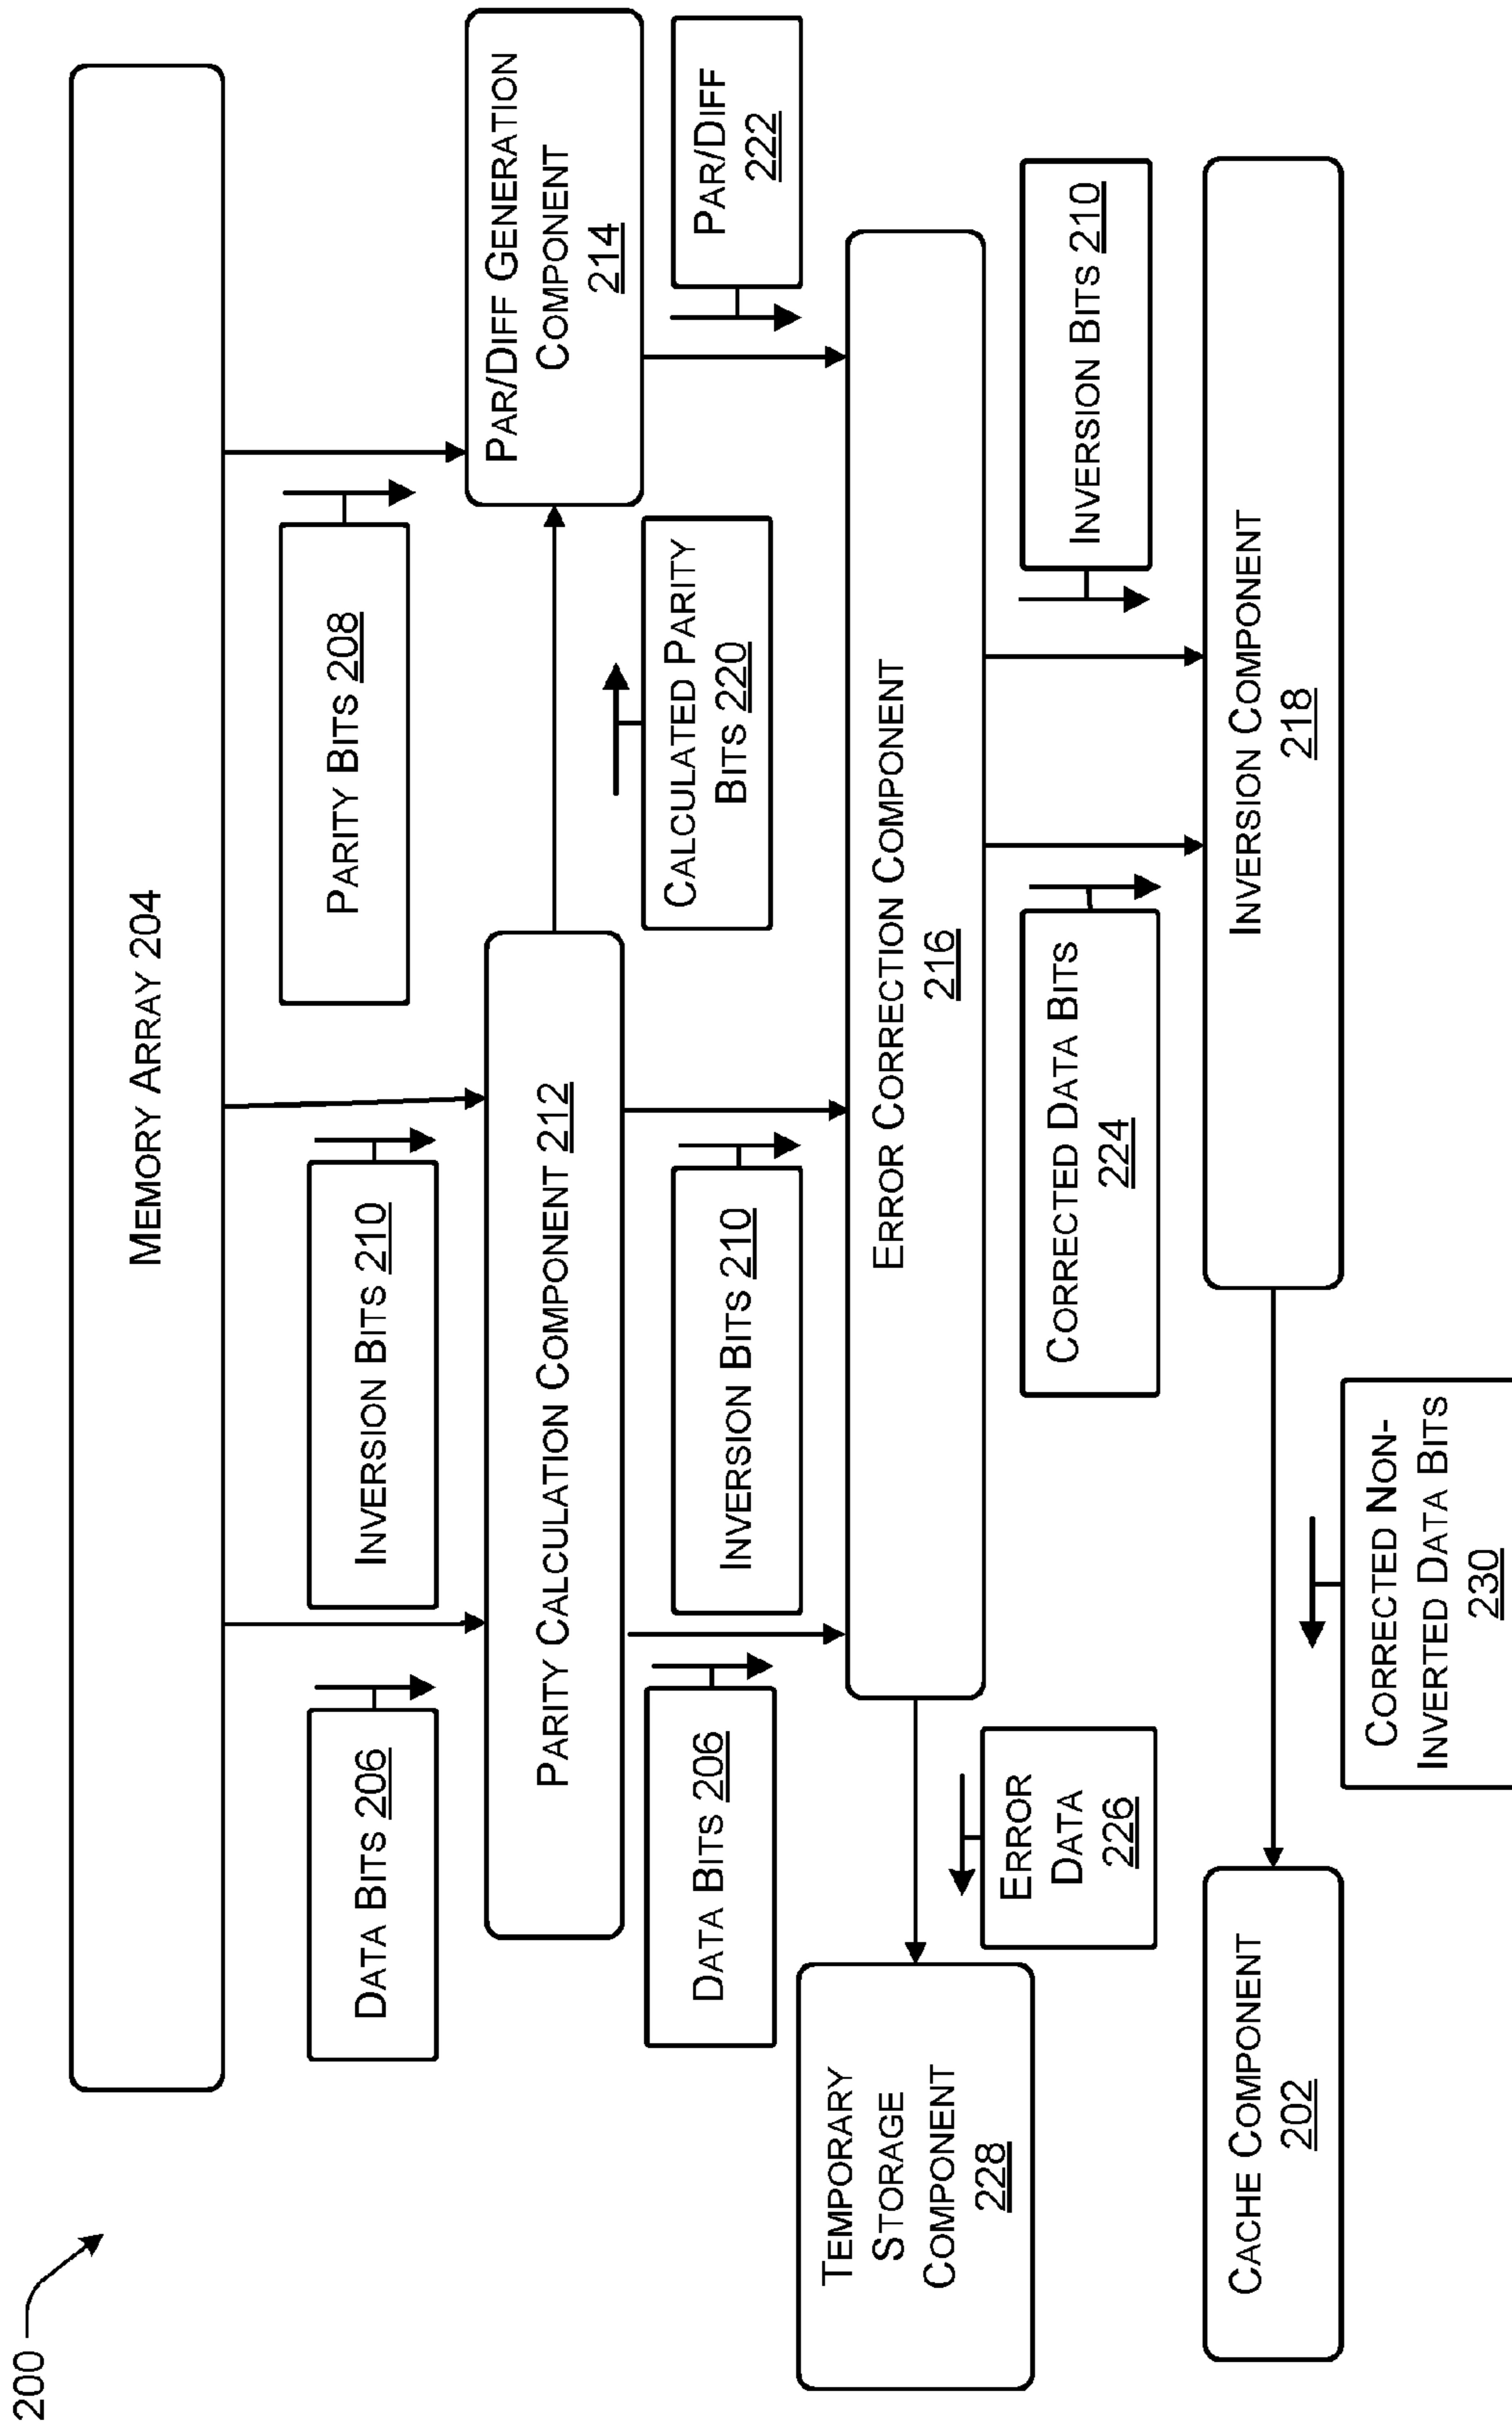 200
MEMORY ARRAY 204
DATA BITS 206
INVERSION BITS 210
PARITY BITS 208
PARITY CALCULATION COMPONENT 212
PAR/DIFF GENERATION
COMPONENT
214
CALCULATED PARITY
BITS 220
DATA BITS 206
INVERSION BITS 210
PAR/DIFF
222
TEMPORARY
STORAGE
COMPONENT
228
ERROR CORRECTION COMPONENT
216
ERROR
DATA
226
CORRECTED DATA BITS
224
INVERSION BITS 210
CACHE COMPONENT
202
INVERSION COMPONENT
218
CORRECTED NON-
INVERTED DATA BITS
230